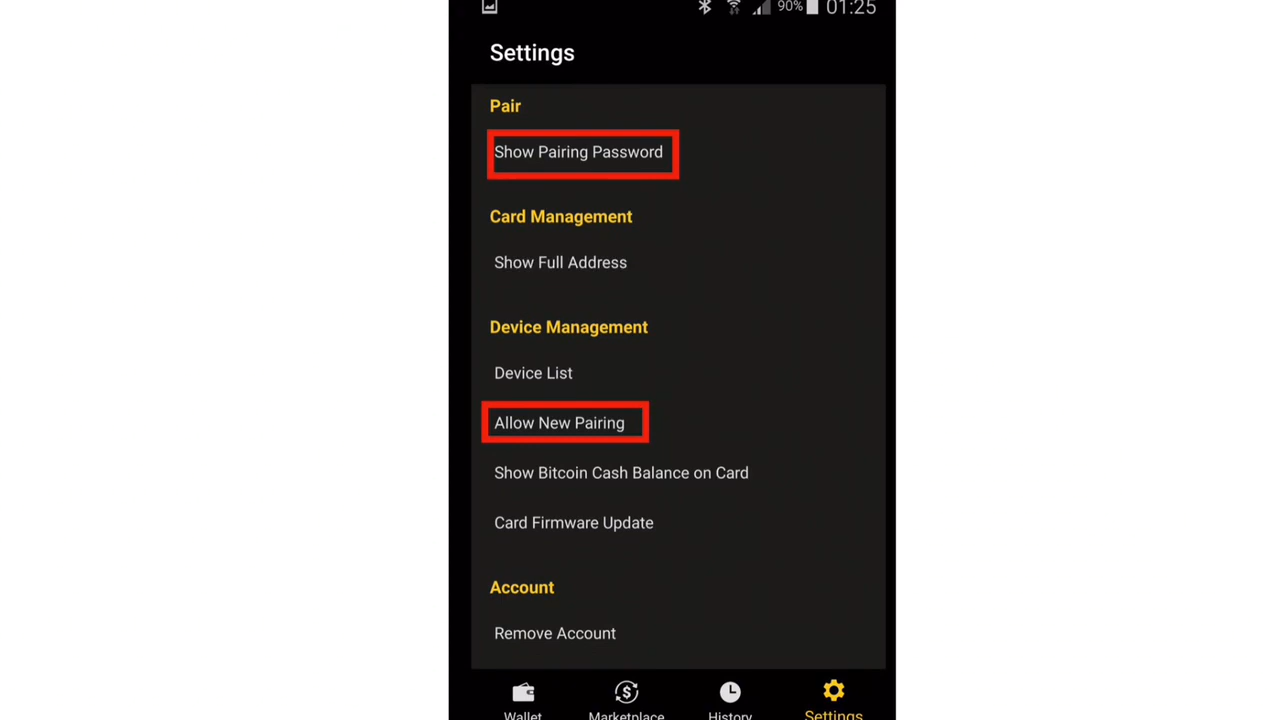 90% 01:25
Settings
Pair
Show Pairing Password
Card Management
Show Full Address
Device Management
Device List
Allow New Pairing
Show Bitcoin Cash Balance on Card
Card Firmware Update
Account
Remove Account
Wallet Marketplace History Settings